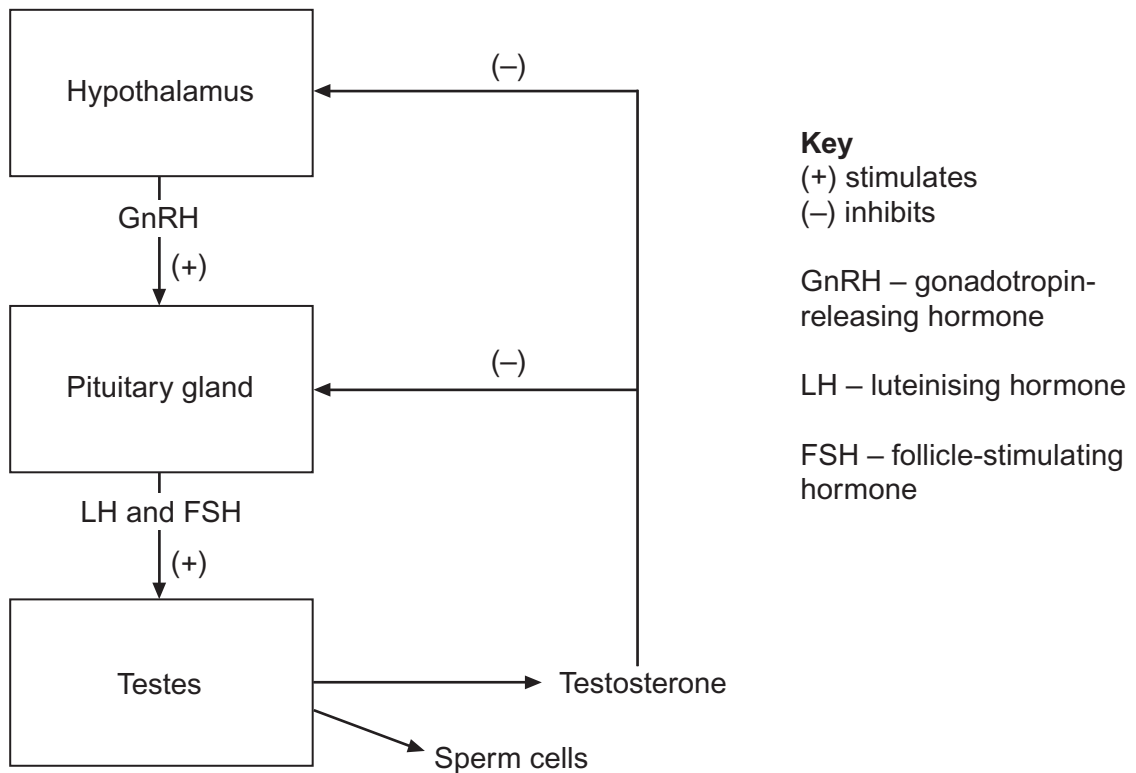 (–)
Hypothalamus
Key
(+) stimulates
(–) inhibits
GnRH
(+)
GnRH – gonadotropin-
releasing hormone
(–)
Pituitary gland
LH – luteinising hormone
FSH – follicle-stimulating
hormone
LH and FSH
(+)
Testes
Testosterone
Sperm cells